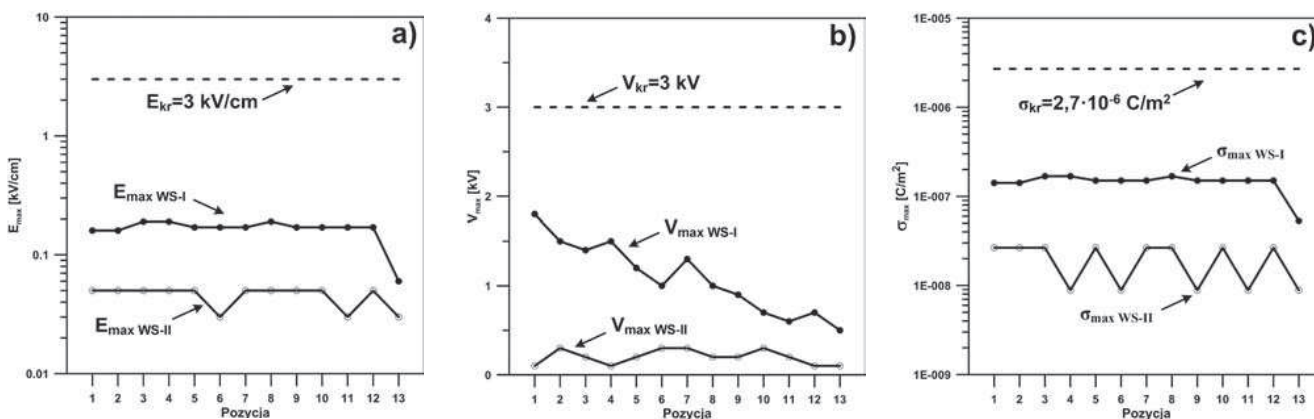 a)
10
1
0.1
0.01
E_max [kV/cm]
E_kr=3 kV/cm
E_max WS-I
E_max WS-II
1 2 3 4 5 6 7 8 9 10 11 12 13
Pozycja
b)
4
3
2
1
0
V_max [kV]
V_kr=3 kV
V_max WS-I
V_max WS-II
1 2 3 4 5 6 7 8 9 10 11 12 13
Pozycja
c)
1E-005
1E-006
1E-007
1E-008
1E-009
σ_max [C/m²]
σ_kr=2,7·10⁻⁶ C/m²
σ_max WS-I
σ_max WS-II
1 2 3 4 5 6 7 8 9 10 11 12 13
Pozycja